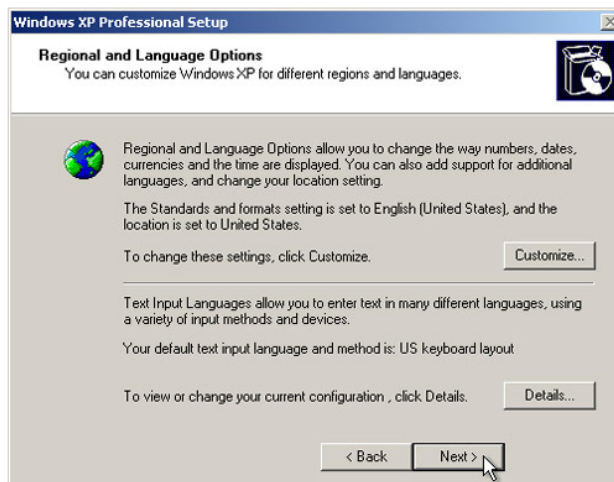 Windows XP Professional Setup
Regional and Language Options
You can customize Windows XP for different regions and languages.
Regional and Language Options allow you to change the way numbers, dates,
currencies and the time are displayed. You can also add support for additional
languages, and change your location setting.
The Standards and formats setting is set to English (United States), and the
location is set to United States.
To change these settings, click Customize.
Customize...
Text Input Languages allow you to enter text in many different languages, using
a variety of input methods and devices.
Your default text input language and method is: US keyboard layout
To view or change your current configuration , click Details.
Details...
< Back
Next >